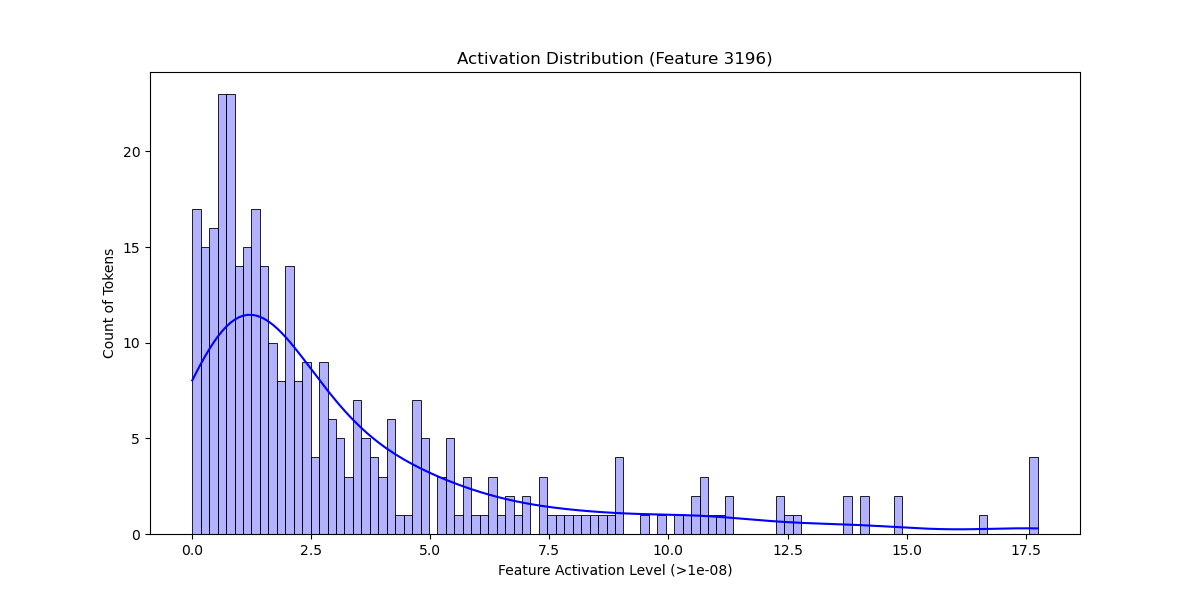 Activation Distribution (Feature 3196)
Count of Tokens
20
15
10
5
0
0.0 2.5 5.0 7.5 10.0 12.5 15.0 17.5
Feature Activation Level (>1e-08)